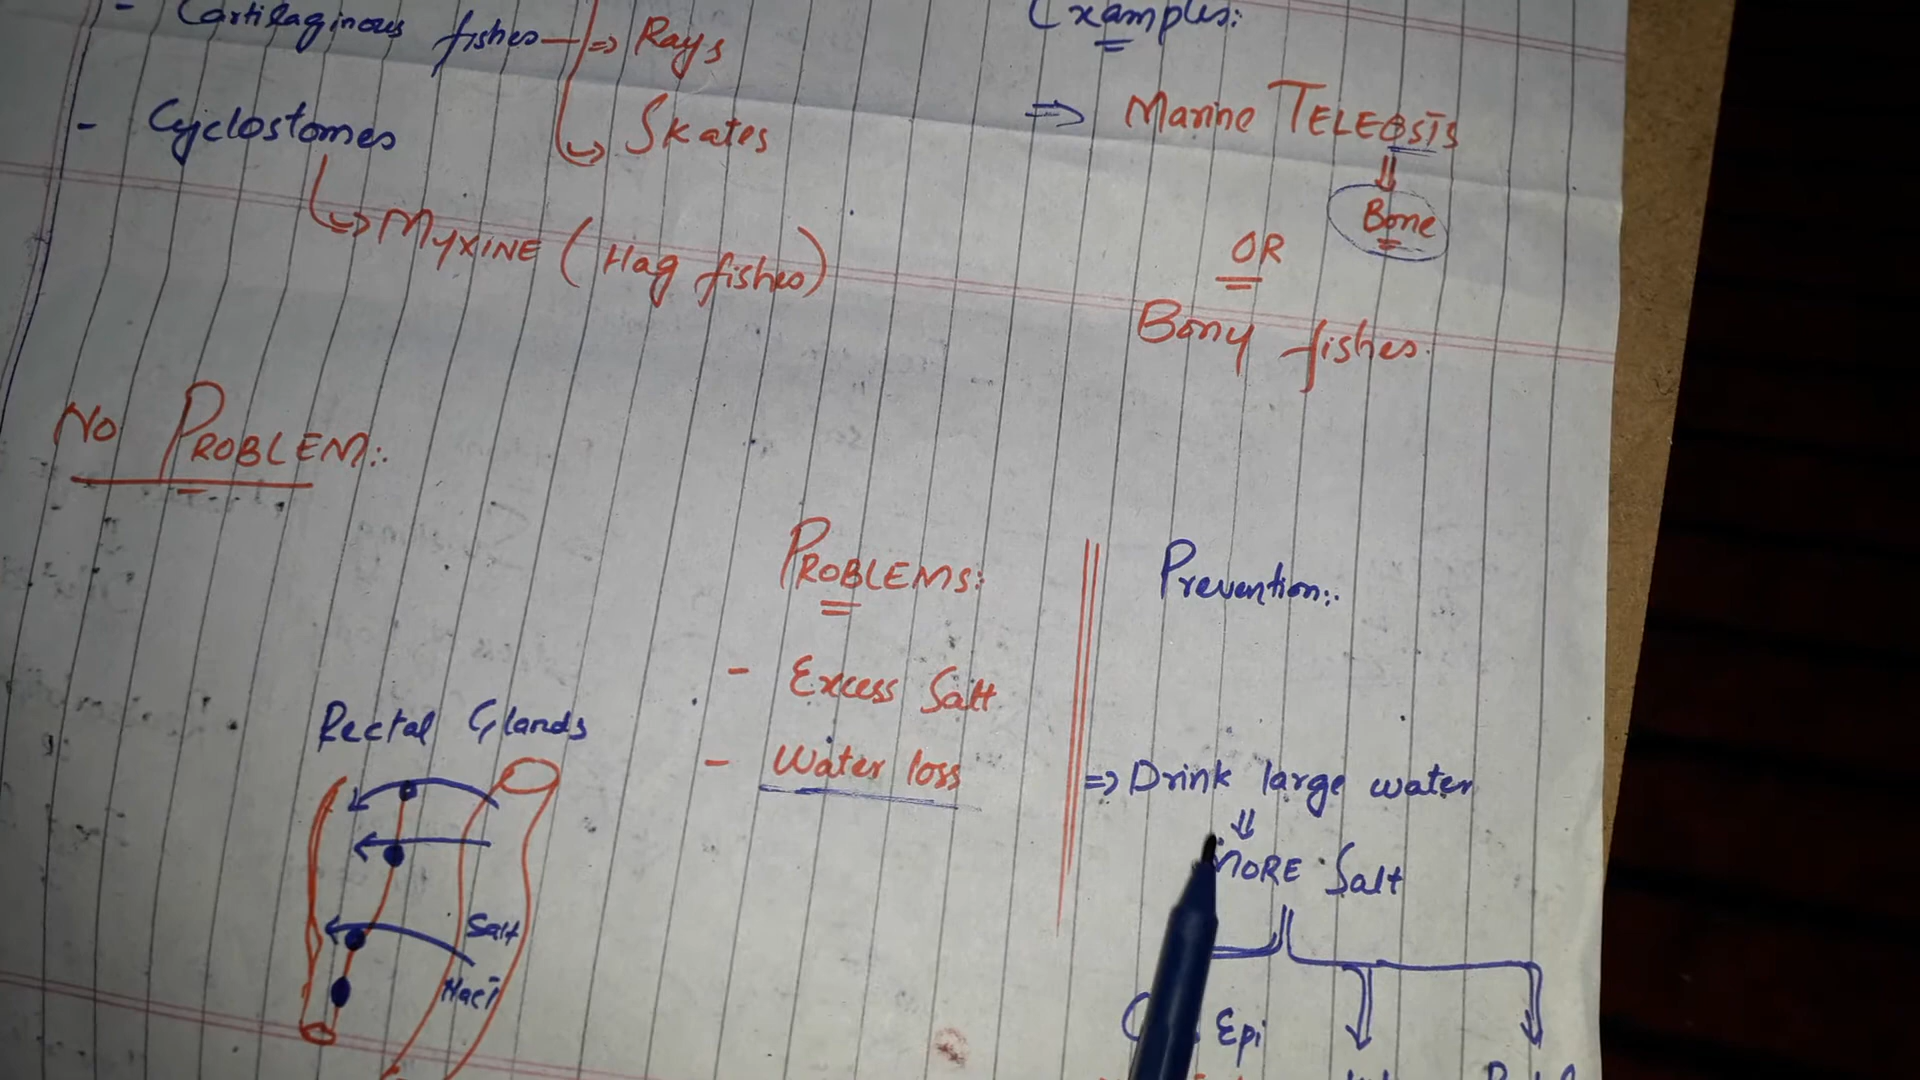 - Cartilaginous fishes => Rays
Skates
- Cyclostomes
MYXINE (Hag fishes)
Examples:
=> Marine TELEOSTS
Bone
OR
Bony fishes.
NO PROBLEM:
Rectal Glands
Salt
PROBLEMS:
- Excess Salt
- Water loss
Prevention:
=> Drink large water
MORE Salt
Epi